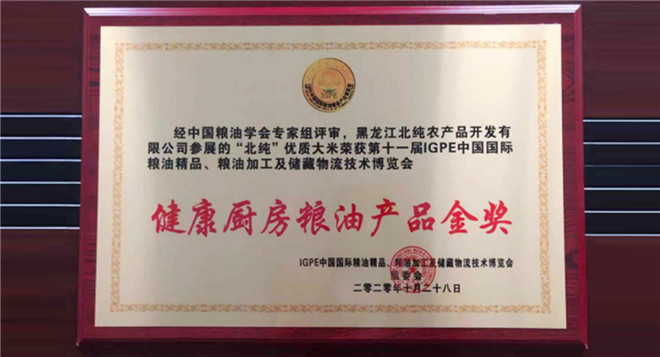 经中国粮油学会专家组评审，黑龙江北纯农产品开发有
限公司参展的“北纯”优质大米荣获第十一届IGPE中国国际
粮油精品、粮油加工及储藏物流技术博览会
健康厨房粮油产品金奖
IGPE中国国际粮油精品、粮油加工及储藏物流技术博览会
组委会
二零二零年十月二十八日